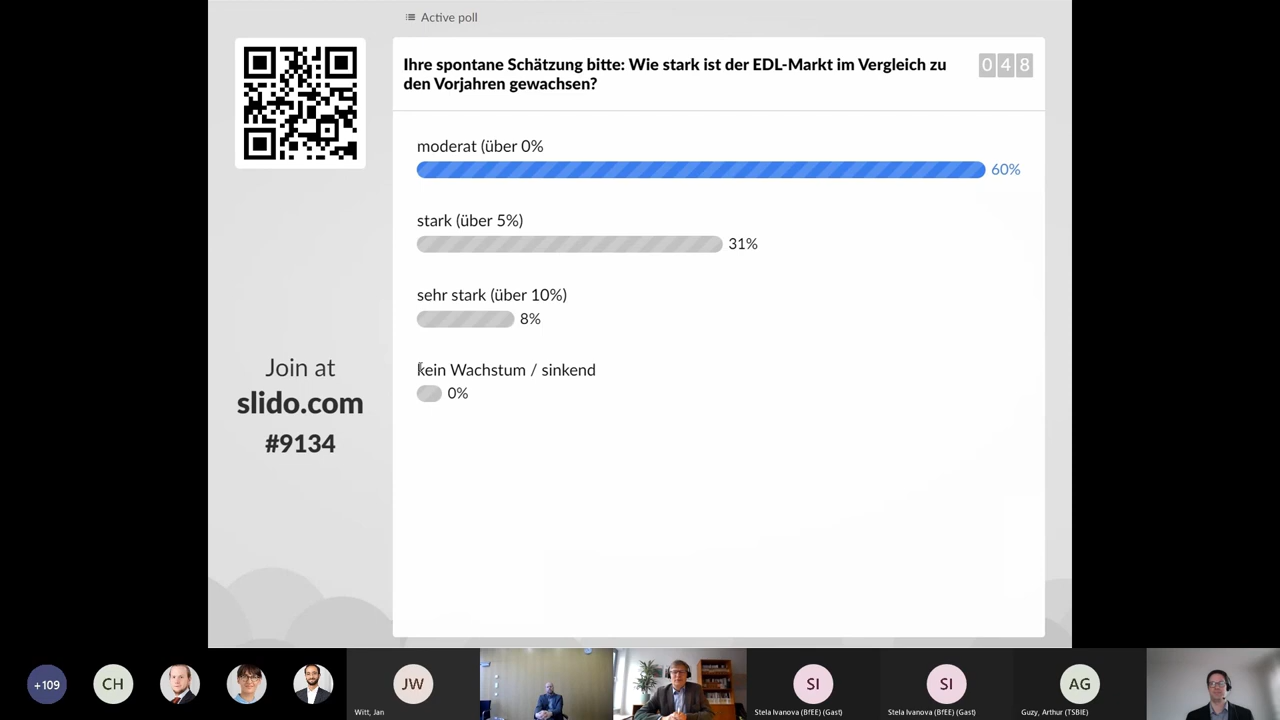 Active poll
Ihre spontane Schätzung bitte: Wie stark ist der EDL-Markt im Vergleich zu
den Vorjahren gewachsen?
048
moderat (über 0%
60%
stark (über 5%)
31%
sehr stark (über 10%)
8%
kein Wachstum / sinkend
0%
Join at
slido.com
#9134
+109
CH
JW
Witt, Jan
SI
Stela Ivanova (BfEE) (Gast)
SI
Stela Ivanova (BfEE) (Gast)
AG
Guzy, Arthur (TSBIE)